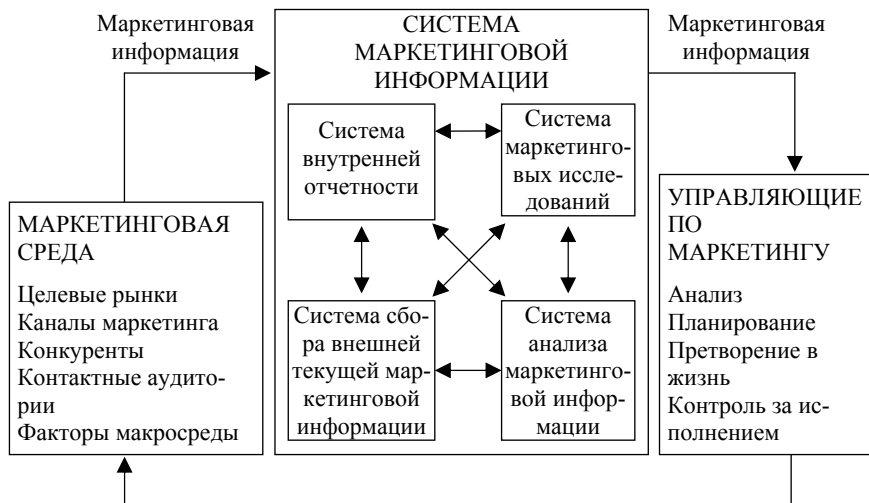 Маркетинговая
информация
СИСТЕМА
МАРКЕТИНГОВОЙ
ИНФОРМАЦИИ
Маркетинговая
информация
Система
внутренней
отчетности
Система
маркетинго-
вых иссле-
дований
Система сбо-
ра внешней
текущей мар-
кетинговой
информации
Система
анализа
маркетинго-
вой инфор-
мации
МАРКЕТИНГОВАЯ
СРЕДА
Целевые рынки
Каналы маркетинга
Конкуренты
Контактные аудито-
рии
Факторы макросреды
УПРАВЛЯЮЩИЕ
ПО
МАРКЕТИНГУ
Анализ
Планирование
Претворение в
жизнь
Контроль за ис-
полнением